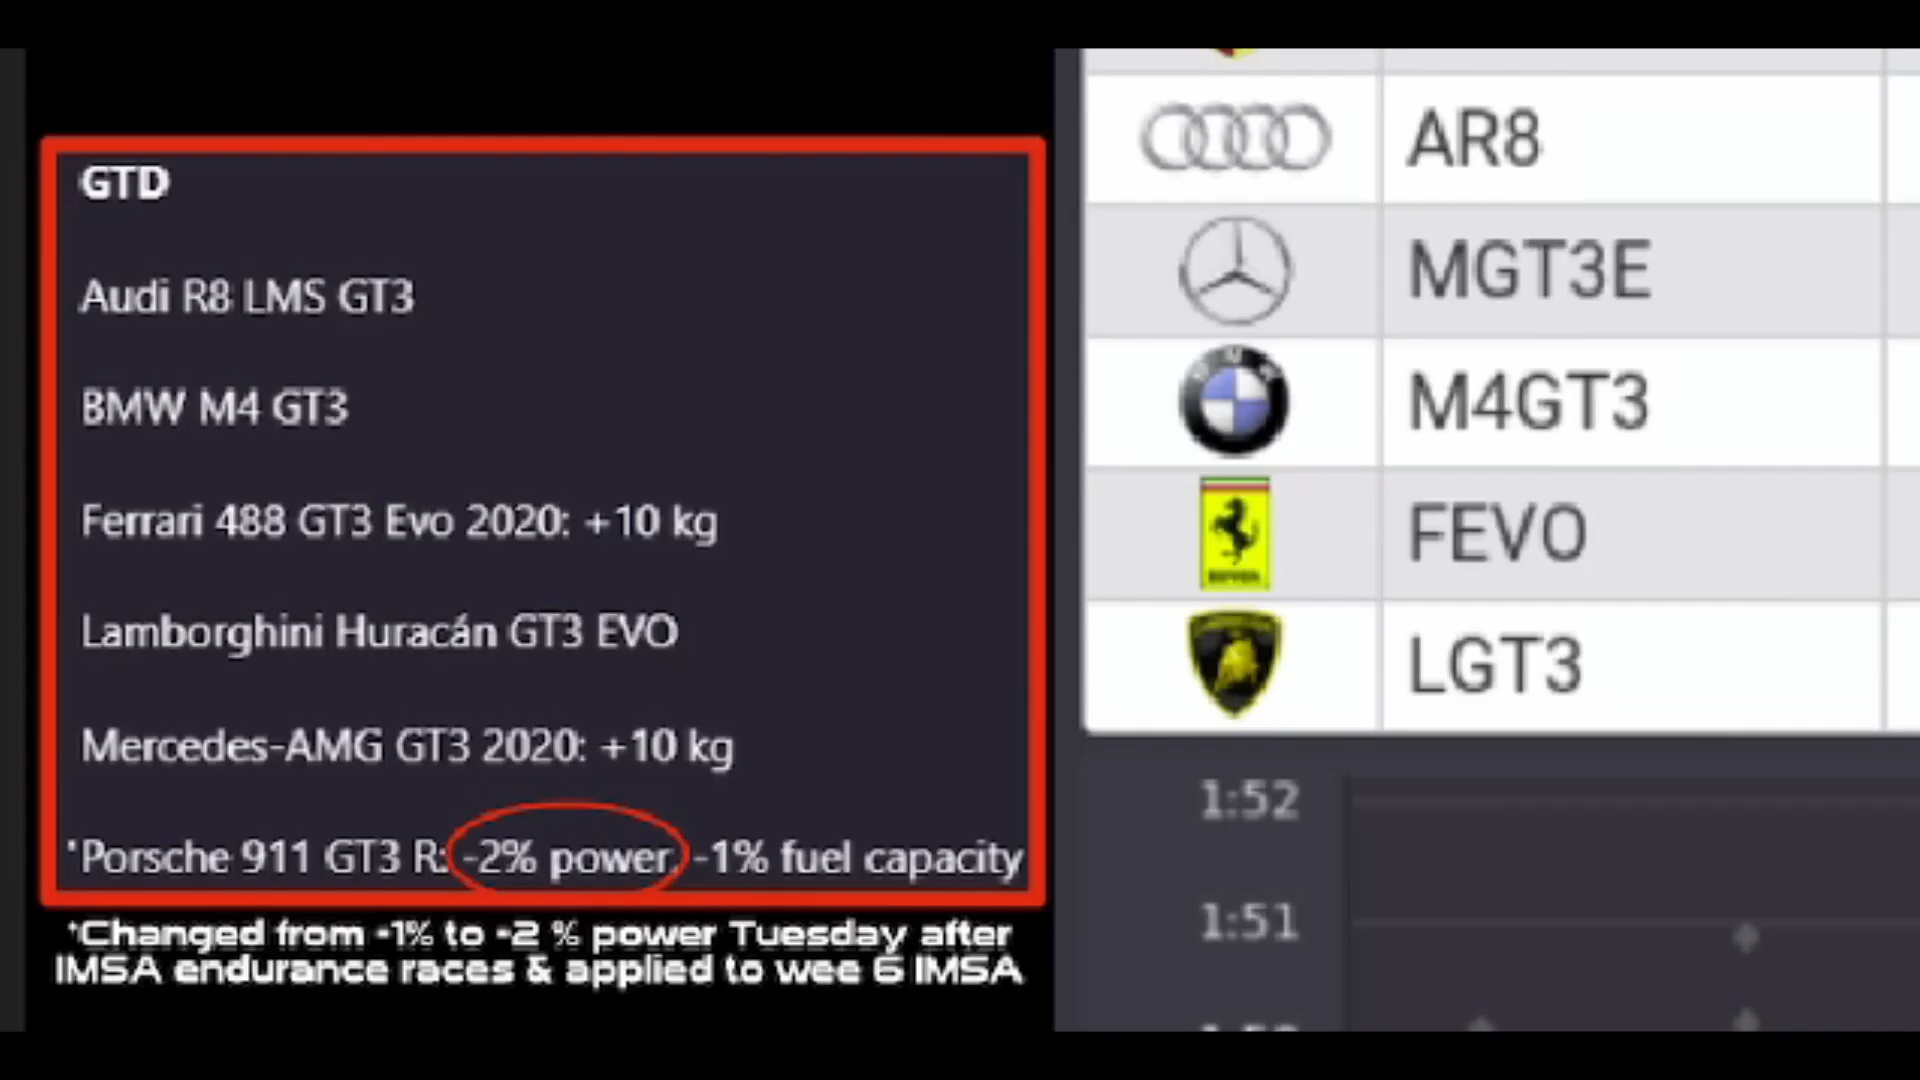 GTD
Audi R8 LMS GT3
BMW M4 GT3
Ferrari 488 GT3 Evo 2020: +10 kg
Lamborghini Huracán GT3 EVO
Mercedes-AMG GT3 2020: +10 kg
*Porsche 911 GT3 R: -2% power, -1% fuel capacity
*Changed from -1% to -2 % power Tuesday after
IMSA endurance races & applied to wee 6 IMSA
AR8
MGT3E
M4GT3
FEVO
LGT3
1:52
1:51